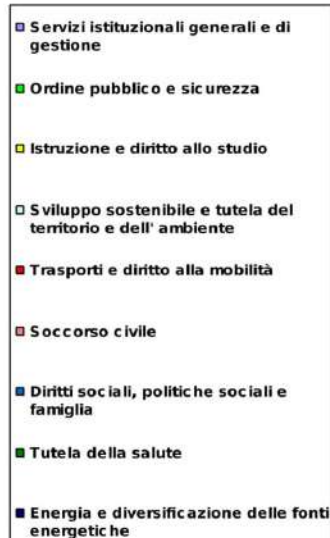 Servizi istituzionali generali e di
gestione
Ordine pubblico e sicurezza
Istruzione e diritto allo studio
Sviluppo sostenibile e tutela del
territorio e dell' ambiente
Trasporti e diritto alla mobilità
Soccorso civile
Diritti sociali, politiche sociali e
famiglia
Tutela della salute
Energia e diversificazione delle fonti
energetiche